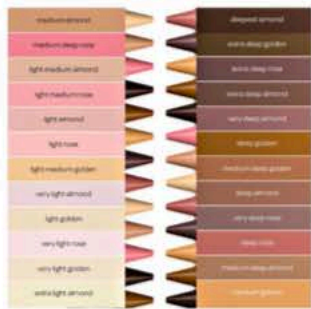 medium almond
medium deep rose
light medium almond
light medium rose
light almond
light rose
light medium golden
very light almond
light golden
very light rose
very light golden
extra light almond
deepest almond
extra deep golden
extra deep rose
extra deep almond
very deep almond
deep golden
medium deep golden
deep almond
very deep rose
deep rose
medium deep almond
medium golden